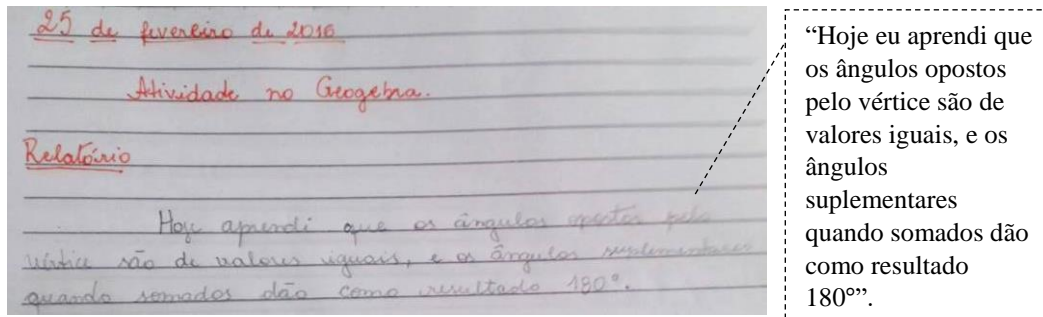 25 de fevereiro de 2016
Atividade no Geogebra.
Relatório
Hoje aprendi que os ângulos opostos pelo
vértice são de valores iguais, e os ângulos suplementares
quando somados dão como resultado 180°.
“Hoje eu aprendi que
os ângulos opostos
pelo vértice são de
valores iguais, e os
ângulos
suplementares
quando somados dão
como resultado
180°”.